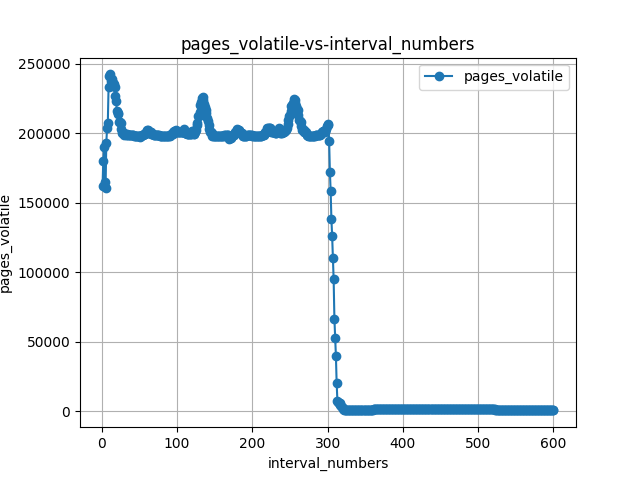 pages_volatile-vs-interval_numbers
pages_volatile
250000
200000
150000
100000
50000
0
pages_volatile
0 100 200 300 400 500 600
interval_numbers